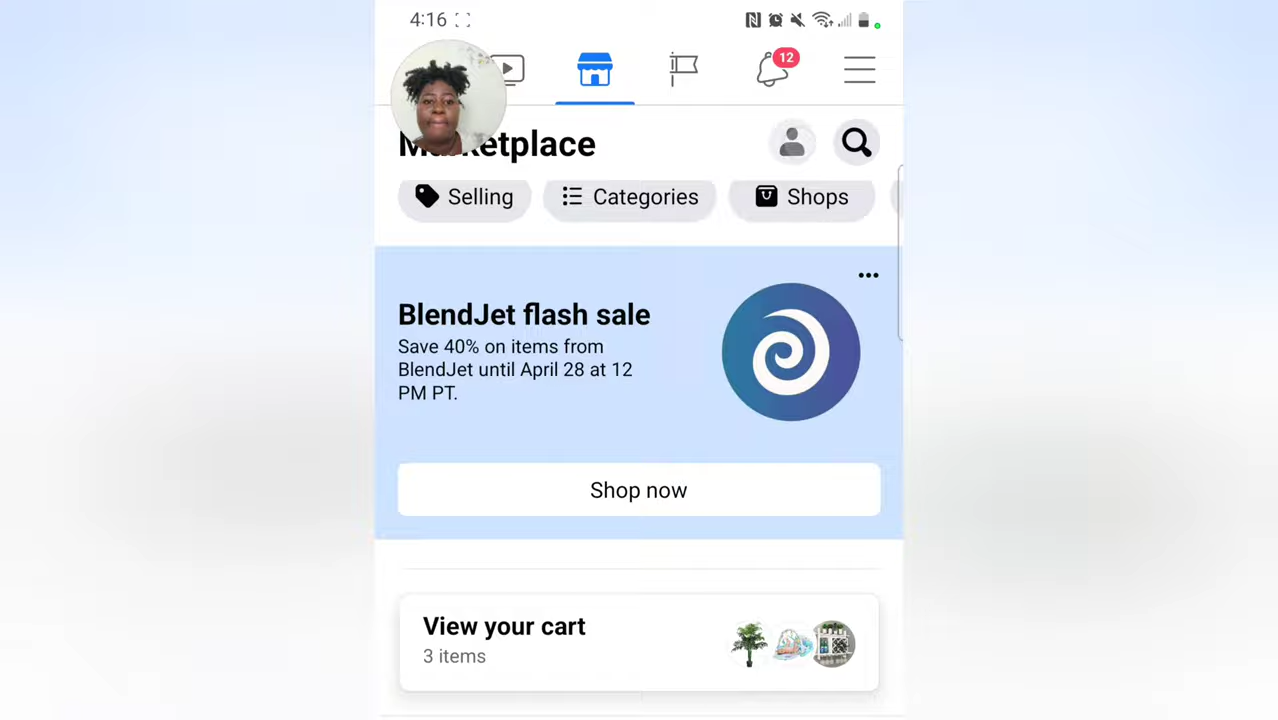 4:16
12
Marketplace
Selling
Categories
Shops
BlendJet flash sale
Save 40% on items from
BlendJet until April 28 at 12
PM PT.
Shop now
View your cart
3 items